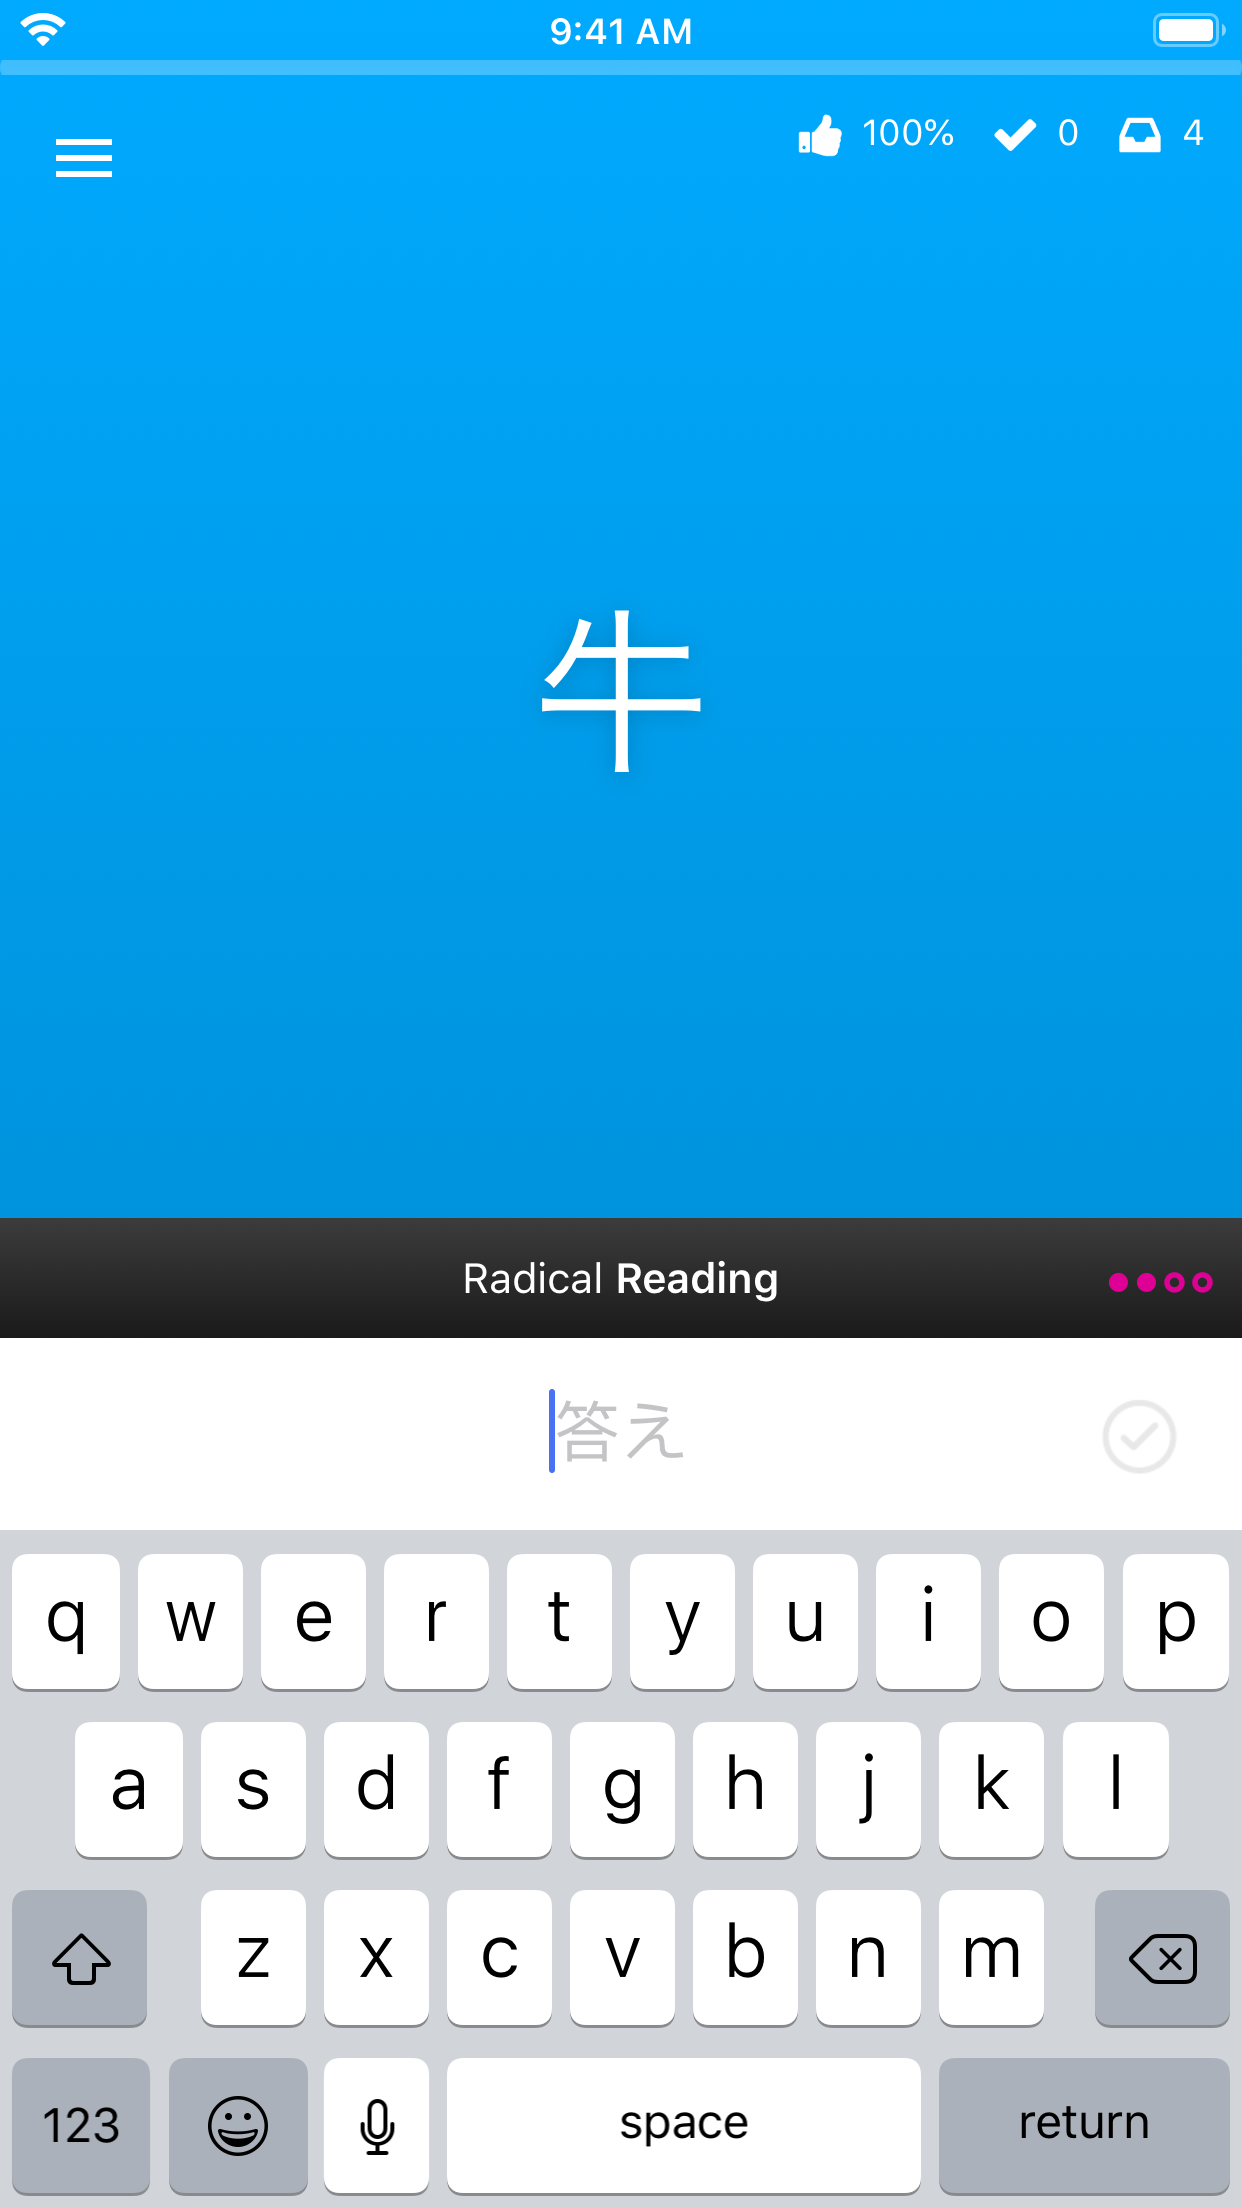 9:41 AM
100% 0 4
牛
Radical Reading
答え
q w e r t y u i o p
a s d f g h j k l
z x c v b n m
123 space return